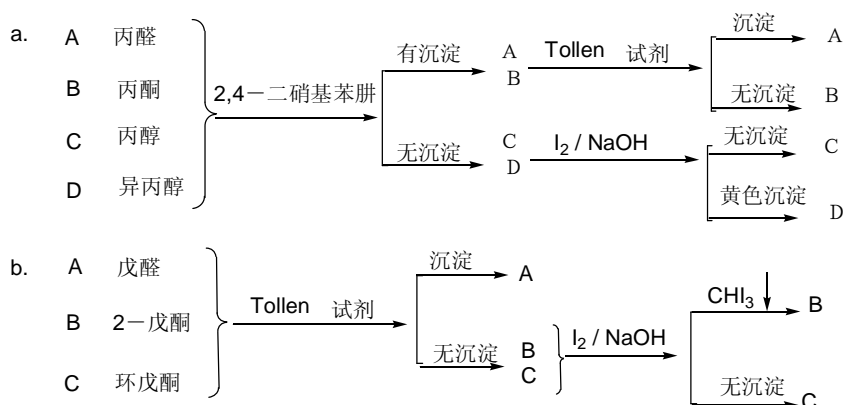 a. A 丙醛
B 丙酮
C 丙醇
D 异丙醇
2,4－二硝基苯肼
有沉淀 A B
无沉淀 C D
Tollen 试剂
沉淀 A
无沉淀 B
I2 / NaOH
无沉淀 C
黄色沉淀 D
b. A 戊醛
B 2－戊酮
C 环戊酮
Tollen 试剂
沉淀 A
无沉淀 B C
I2 / NaOH
CHI3 B
无沉淀 C